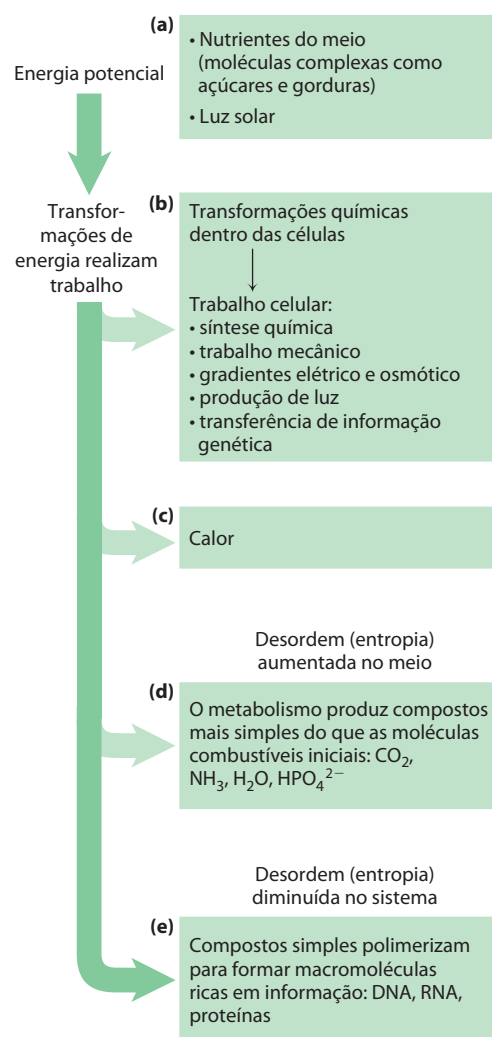 (a)
• Nutrientes do meio
(moléculas complexas como
açúcares e gorduras)
• Luz solar
Energia potencial
Transfor-
mações de
energia realizam
trabalho
(b)
Transformações químicas
dentro das células
Trabalho celular:
• síntese química
• trabalho mecânico
• gradientes elétrico e osmótico
• produção de luz
• transferência de informação
genética
(c)
Calor
Desordem (entropia)
aumentada no meio
(d)
O metabolismo produz compostos
mais simples do que as moléculas
combustíveis iniciais: CO₂,
NH₃, H₂O, HPO₄²⁻
Desordem (entropia)
diminuída no sistema
(e)
Compostos simples polimerizam
para formar macromoléculas
ricas em informação: DNA, RNA,
proteínas